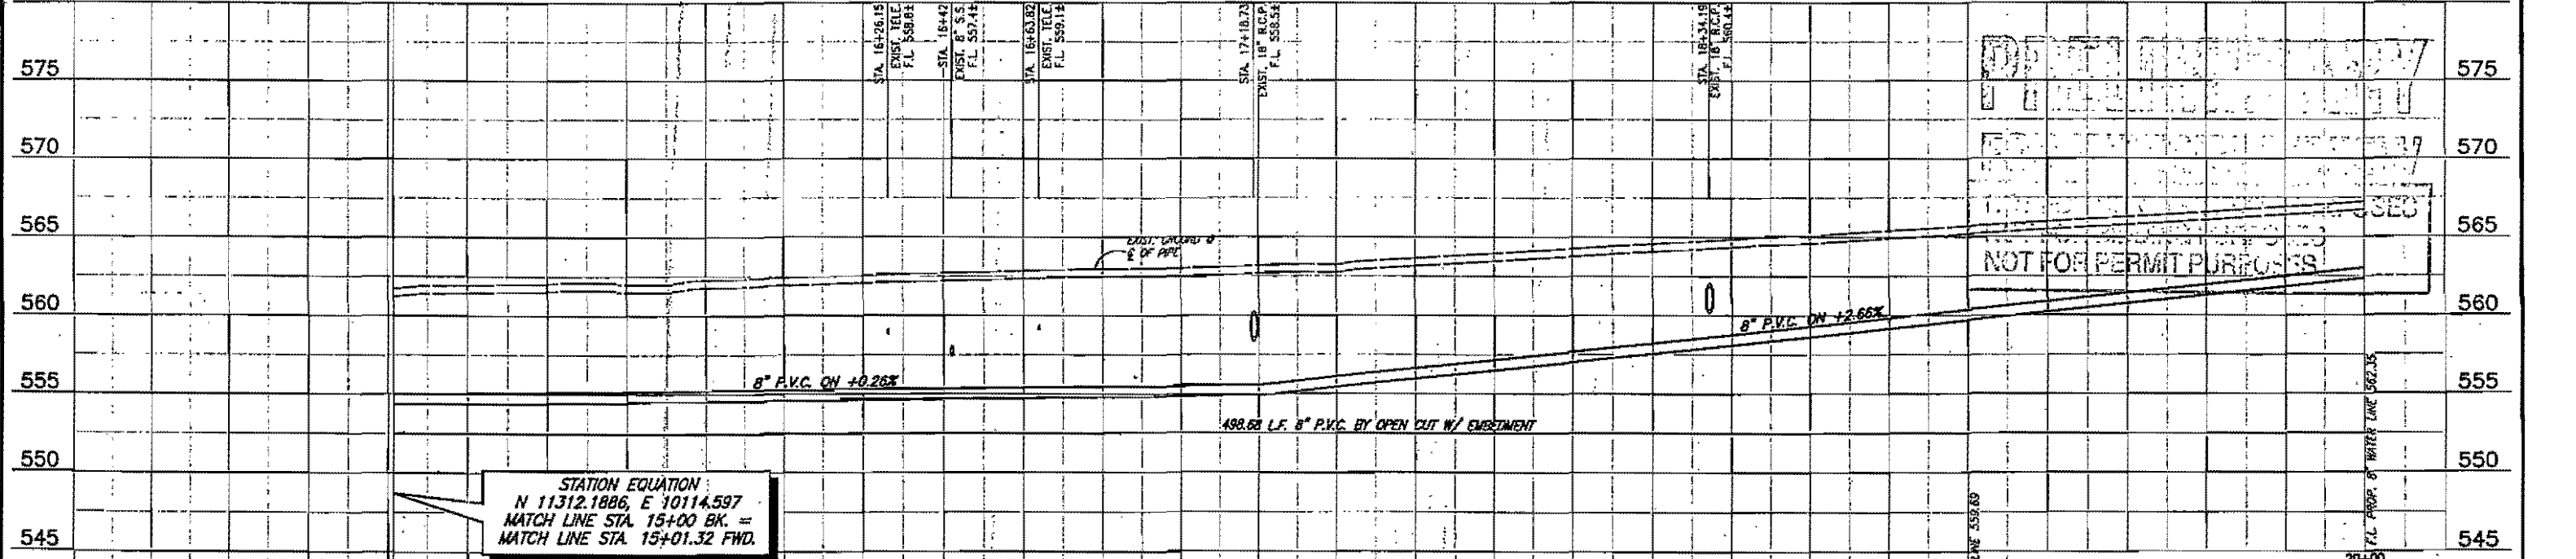 STA. 16+26.15
EXIST. TELE.
F.L. 558.8±
STA. 16+42
EXIST. 8" S.S.
F.L. 557.4±
STA. 16+63.82
EXIST. TELE.
F.L. 559.1±
STA. 17+18.73
EXIST. 18" R.C.P.
F.L. 558.5±
STA. 18+34.19
EXIST. 18" R.C.P.
F.L. 560.4±
575
575
570
570
565
565
EXIST. GROUND @
℄ OF PIPE
NOT FOR PERMIT PURPOSES
560
560
8" P.V.C. ON +2.66%
555
555
8" P.V.C. ON +0.26%
498.68 L.F. 8" P.V.C. BY OPEN CUT W/ EMBEDMENT
F.L. PROP. 8" WATER LINE 562.35
550
550
STATION EQUATION
N 11312.1886, E 10114.597
MATCH LINE STA. 15+00 BK. =
MATCH LINE STA. 15+01.32 FWD.
LINE 559.69
545
545
20+00